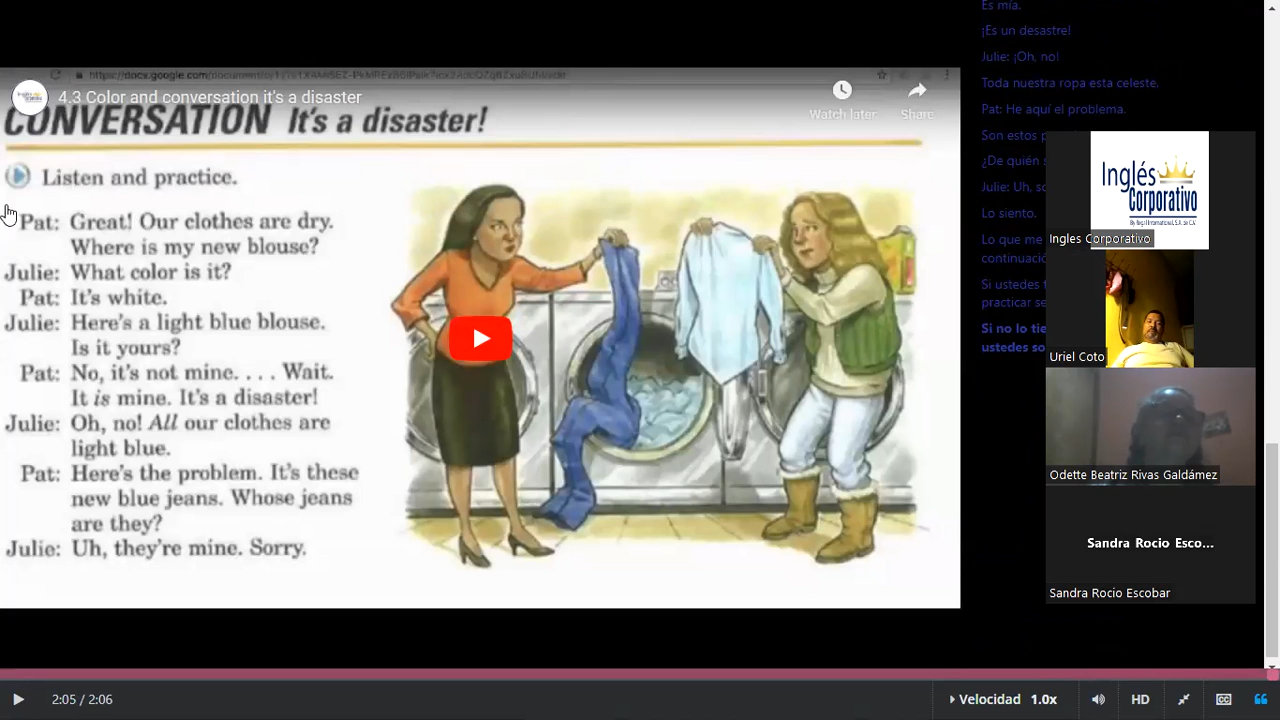 https://docs.google.com/document/
4.3 Color and conversation it's a disaster
Watch later
Share
CONVERSATION It's a disaster!
Listen and practice.
Pat: Great! Our clothes are dry.
Where is my new blouse?
Julie: What color is it?
Pat: It's white.
Julie: Here's a light blue blouse.
Is it yours?
Pat: No, it's not mine. . . . Wait.
It is mine. It's a disaster!
Julie: Oh, no! All our clothes are
light blue.
Pat: Here's the problem. It's these
new blue jeans. Whose jeans
are they?
Julie: Uh, they're mine. Sorry.
Es mía.
¡Es un desastre!
Julie: ¡Oh, no!
Toda nuestra ropa esta celeste.
Pat: He aquí el problema.
Son estos
¿De quién
Julie: Uh,
Lo siento.
Lo que me
Si ustedes
practicar
Si no lo
ustedes
Inglés
Corporativo
Ingles Corporativo
Uriel Coto
Odette Beatriz Rivas Galdámez
Sandra Rocio Esco...
Sandra Rocio Escobar
2:05 / 2:06
Velocidad 1.0x
HD
CC